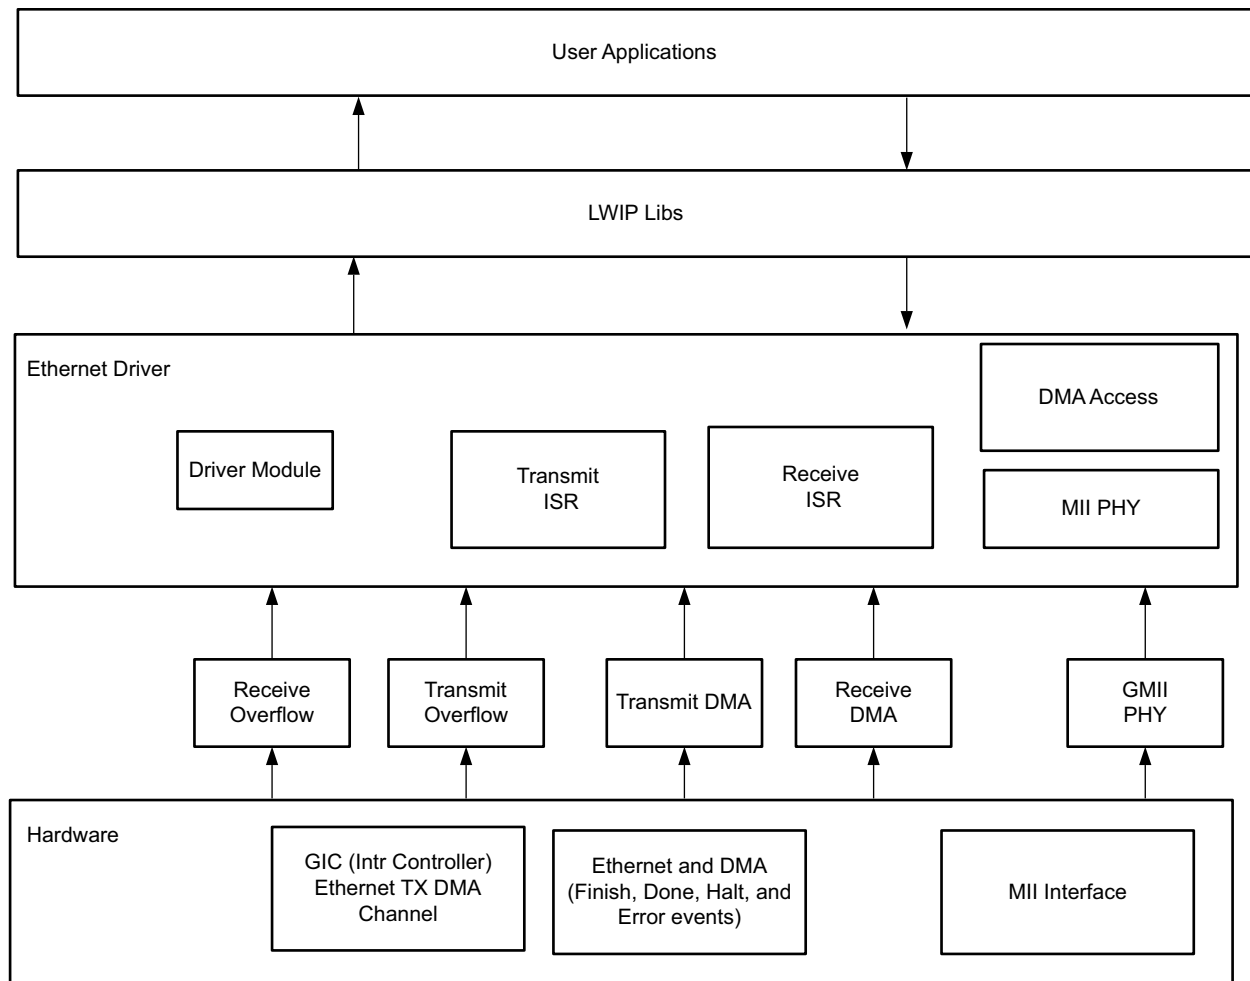 User Applications
LWIP Libs
Ethernet Driver
Driver Module
Transmit
ISR
Receive
ISR
DMA Access
MII PHY
Receive
Overflow
Transmit
Overflow
Transmit DMA
Receive
DMA
GMII
PHY
Hardware
GIC (Intr Controller)
Ethernet TX DMA
Channel
Ethernet and DMA
(Finish, Done, Halt, and
Error events)
MII Interface